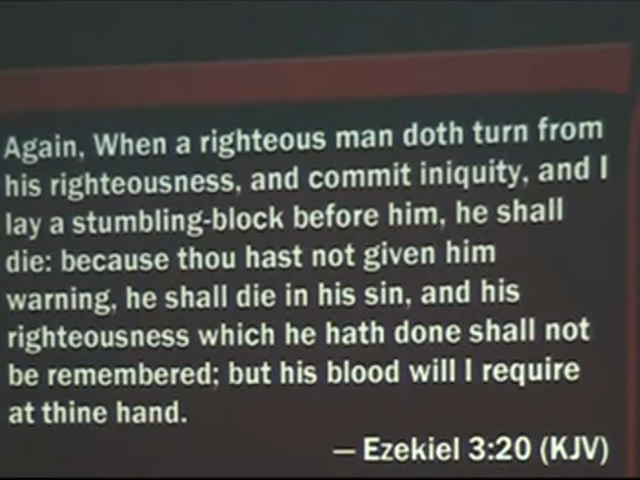 Again, When a righteous man doth turn from
his righteousness, and commit iniquity, and I
lay a stumbling-block before him, he shall
die: because thou hast not given him
warning, he shall die in his sin, and his
righteousness which he hath done shall not
be remembered; but his blood will I require
at thine hand.
— Ezekiel 3:20 (KJV)